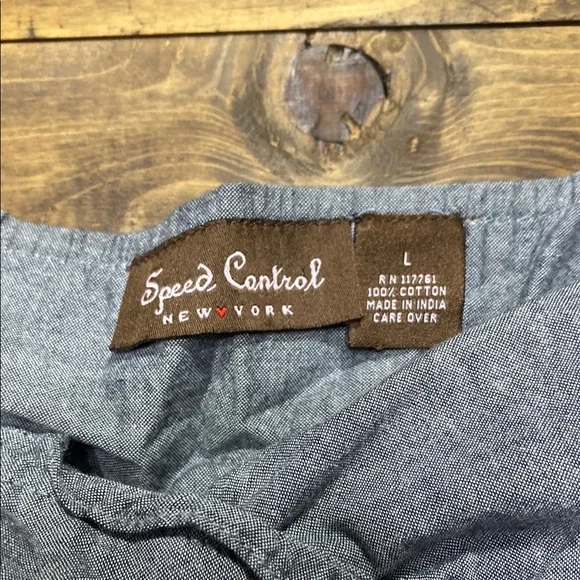 Speed Control
NEW YORK
L
RN 117761
100% COTTON
MADE IN INDIA
CARE OVER